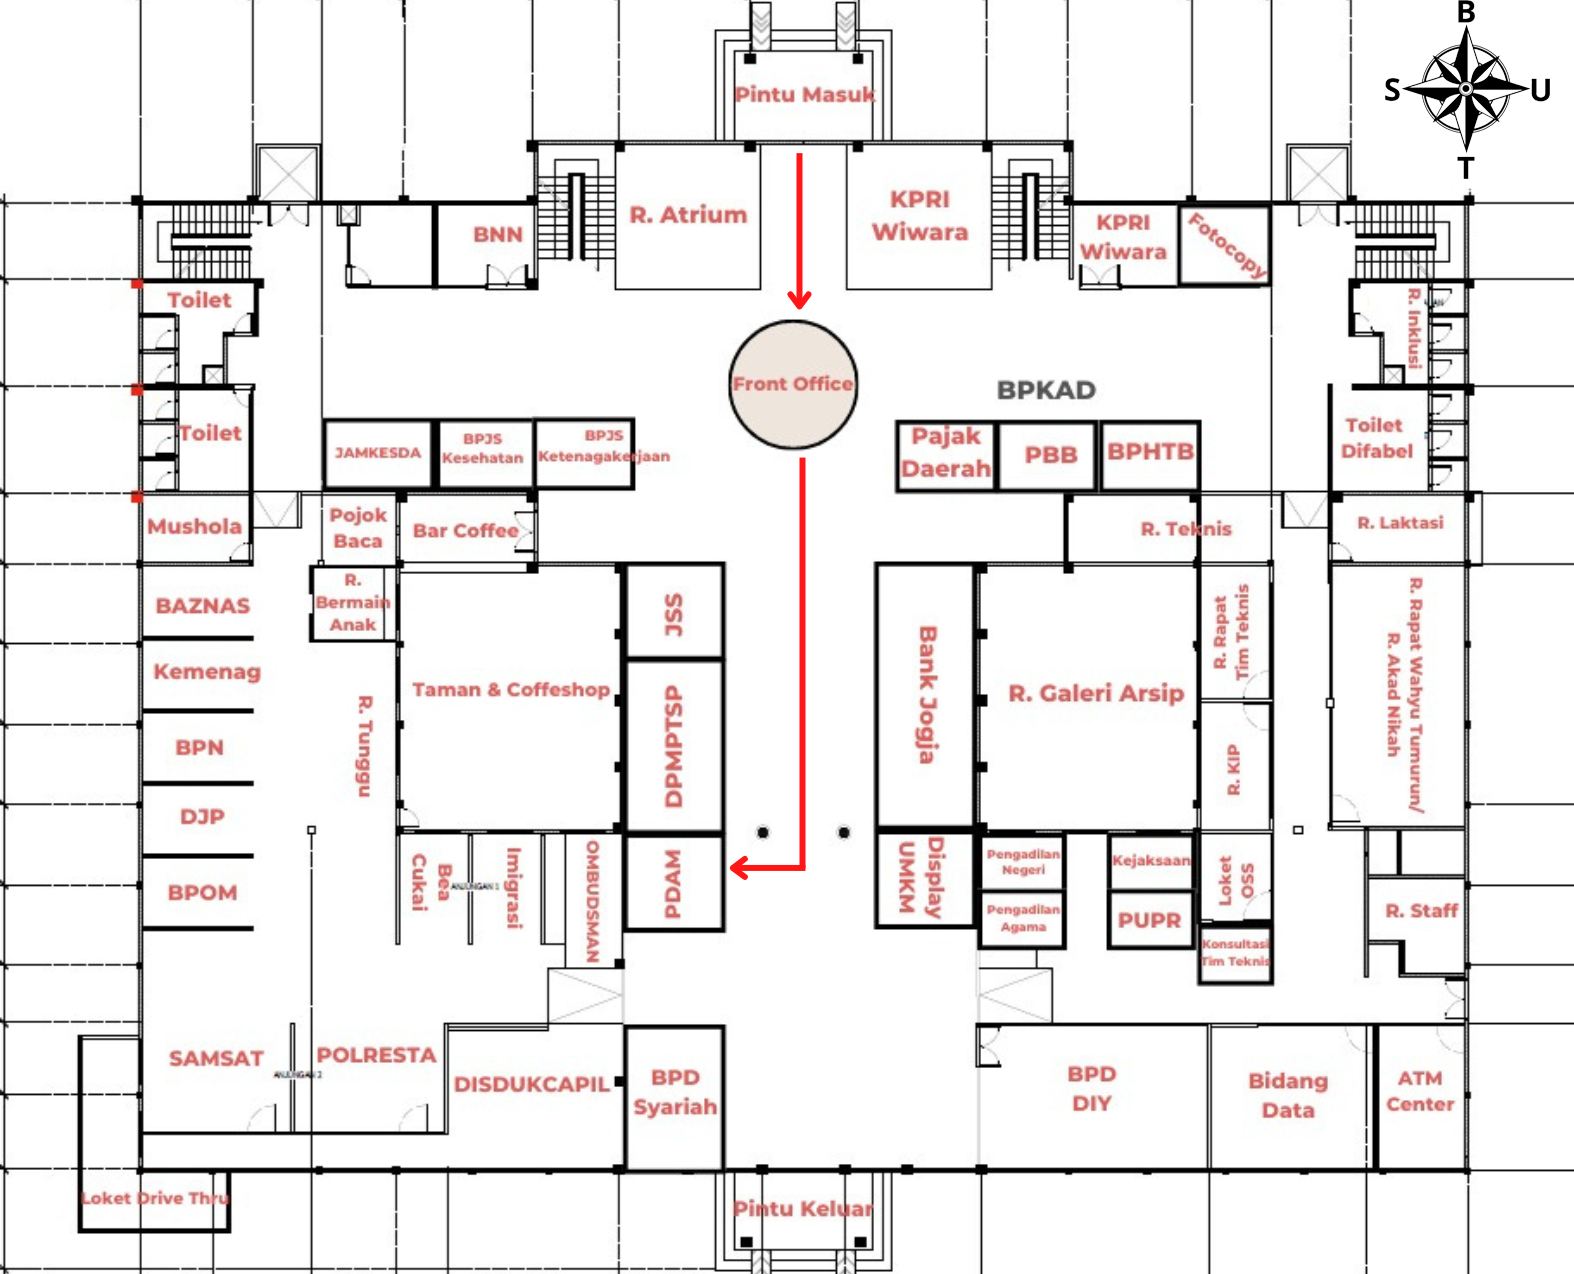 B
S
U
T
Pintu Masuk
R. Atrium
KPRI
Wiwara
BNN
KPRI
Wiwara
Fotocopy
Toilet
R. Inklusi
Front Office
BPKAD
Toilet
JAMKESDA
BPJS
Kesehatan
BPJS
Ketenagakerjaan
Pajak
Daerah
PBB
BPHTB
Toilet
Difabel
Mushola
Pojok
Baca
Bar Coffee
R. Teknis
R. Laktasi
BAZNAS
R.
Bermain
Anak
JSS
Bank Jogja
R. Rapat
Tim Teknis
R. Rapat Wahyu Tumurun/
R. Akad Nikah
Kemenag
Taman & Coffeshop
R. Galeri Arsip
R. Tunggu
DPMPTSP
BPN
R. KIP
DJP
BPOM
Bea
Cukai
ANJUNGAN 1
Imigrasi
OMBUDSMAN
PDAM
Display
UMKM
Pengadilan
Negeri
Kejaksaan
Loket
OSS
Pengadilan
Agama
PUPR
R. Staff
Konsultasi
Tim Teknis
SAMSAT
ANJUNGAN 2
POLRESTA
DISDUKCAPIL
BPD
Syariah
BPD
DIY
Bidang
Data
ATM
Center
Loket Drive Thru
Pintu Keluar